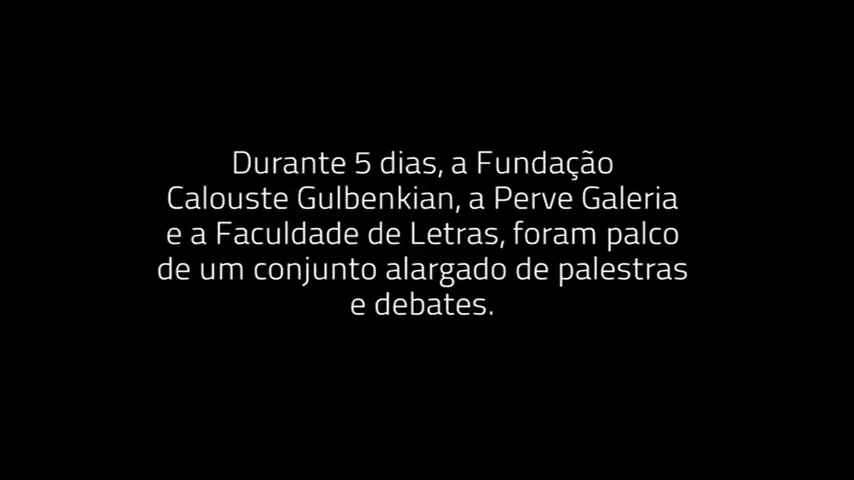 Durante 5 dias, a Fundação
Calouste Gulbenkian, a Perve Galeria
e a Faculdade de Letras, foram palco
de um conjunto alargado de palestras
e debates.